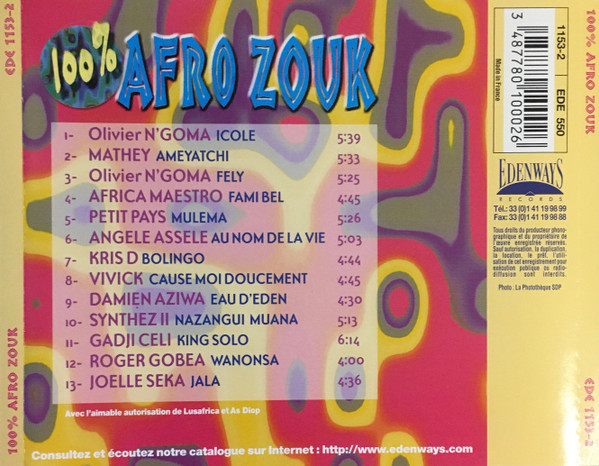 EDE 1153-2
100% AFRO ZOUK
100% AFRO ZOUK
1- Olivier N'GOMA ICOLE 5:39
2- MATHEY AMEYATCHI 5:33
3- Olivier N'GOMA FELY 5:25
4- AFRICA MAESTRO FAMI BEL 4:45
5- PETIT PAYS MULEMA 5:26
6- ANGELE ASSELE AU NOM DE LA VIE 5:03
7- KRIS D BOLINGO 4:44
8- VIVICK CAUSE MOI DOUCEMENT 4:45
9- DAMIEN AZIWA EAU D'EDEN 4:30
10- SYNTHEZ II NAZANGUI MUANA 5:13
11- GADJI CELI KING SOLO 6:14
12- ROGER GOBEA WANONSA 4:00
13- JOELLE SEKA JALA 4:36
Avec l'aimable autorisation de Lusafrica et As Diop
Consultez et écoutez notre catalogue sur Internet : http://www.edenways.com
Made in France
3 487780 100026
1153-2
EDE 550
EDENWAYS
RECORDS
Tél.: 33 (0)1 41 19 98 99
Fax: 33 (0)1 41 19 98 88
Tous droits du producteur phono-
graphique et du propriétaire de
l'œuvre enregistrée réservés.
Sauf autorisation, la duplication,
la location, le prêt, l'utilisa-
tion de cet enregistrement pour
exécution publique ou radio-
diffusion sont interdits.
Photo : La Photothèque SDP
100% AFRO ZOUK
EDE 1153-2